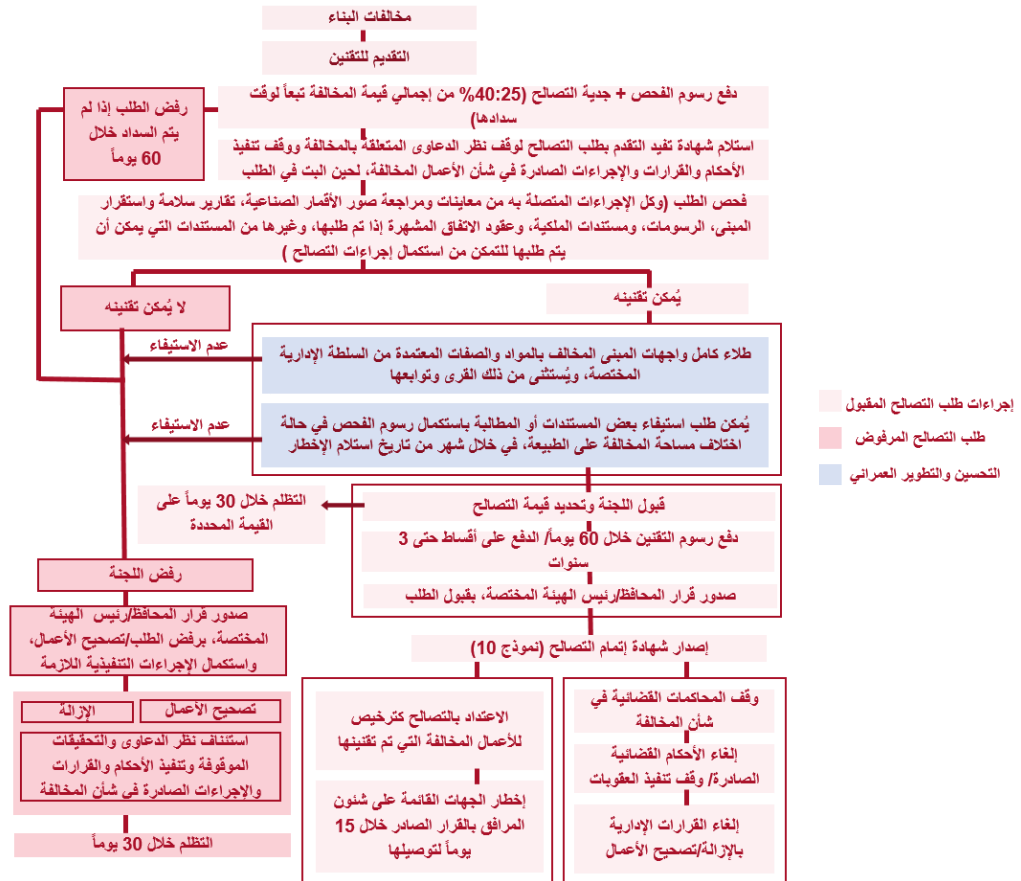 مخالفات البناء
التقديم للتقنين
دفع رسوم الفحص + جدية التصالح (40:25% من إجمالي قيمة المخالفة تبعاً لوقت
سدادها)
رفض الطلب إذا لم
يتم السداد خلال
60 يوماً
استلام شهادة تفيد التقدم بطلب التصالح لوقف نظر الدعاوى المتعلقة بالمخالفة ووقف تنفيذ
الأحكام والقرارات والإجراءات الصادرة في شأن الأعمال المخالفة، لحين البت في الطلب
فحص الطلب (وكل الإجراءات المتصلة به من معاينات ومراجعة صور الأقمار الصناعية، تقارير سلامة واستقرار
المبنى، الرسومات، ومستندات الملكية، وعقود الاتفاق المشهرة إذا تم طلبها، وغيرها من المستندات التي يمكن أن
يتم طلبها للتمكن من استكمال إجراءات التصالح )
يُمكن تقنينه
لا يُمكن تقنينه
طلاء كامل واجهات المبنى المخالف بالمواد والصفات المعتمدة من السلطة الإدارية
المختصة، ويُستثنى من ذلك القرى وتوابعها
عدم الاستيفاء
يُمكن طلب استيفاء بعض المستندات أو المطالبة باستكمال رسوم الفحص في حالة
اختلاف مساحة المخالفة على الطبيعة، في خلال شهر من تاريخ استلام الإخطار
عدم الاستيفاء
إجراءات طلب التصالح المقبول
طلب التصالح المرفوض
التحسين والتطوير العمراني
قبول اللجنة وتحديد قيمة التصالح
التظلم خلال 30 يوماً على
القيمة المحددة
دفع رسوم التقنين خلال 60 يوماً/ الدفع على أقساط حتى 3
سنوات
صدور قرار المحافظ/رئيس الهيئة المختصة، بقبول الطلب
رفض اللجنة
صدور قرار المحافظ/رئيس الهيئة
المختصة، برفض الطلب/تصحيح الأعمال،
واستكمال الإجراءات التنفيذية اللازمة
إصدار شهادة إتمام التصالح (نموذج 10)
وقف المحاكمات القضائية في
شأن المخالفة
إلغاء الأحكام القضائية
الصادرة/ وقف تنفيذ العقوبات
إلغاء القرارات الإدارية
بالإزالة/تصحيح الأعمال
الاعتداد بالتصالح كترخيص
للأعمال المخالفة التي تم تقنينها
إخطار الجهات القائمة على شئون
المرافق بالقرار الصادر خلال 15
يوماً لتوصيلها
تصحيح الأعمال
الإزالة
استئناف نظر الدعاوى والتحقيقات
الموقوفة وتنفيذ الأحكام والقرارات
والإجراءات الصادرة في شأن المخالفة
التظلم خلال 30 يوماً